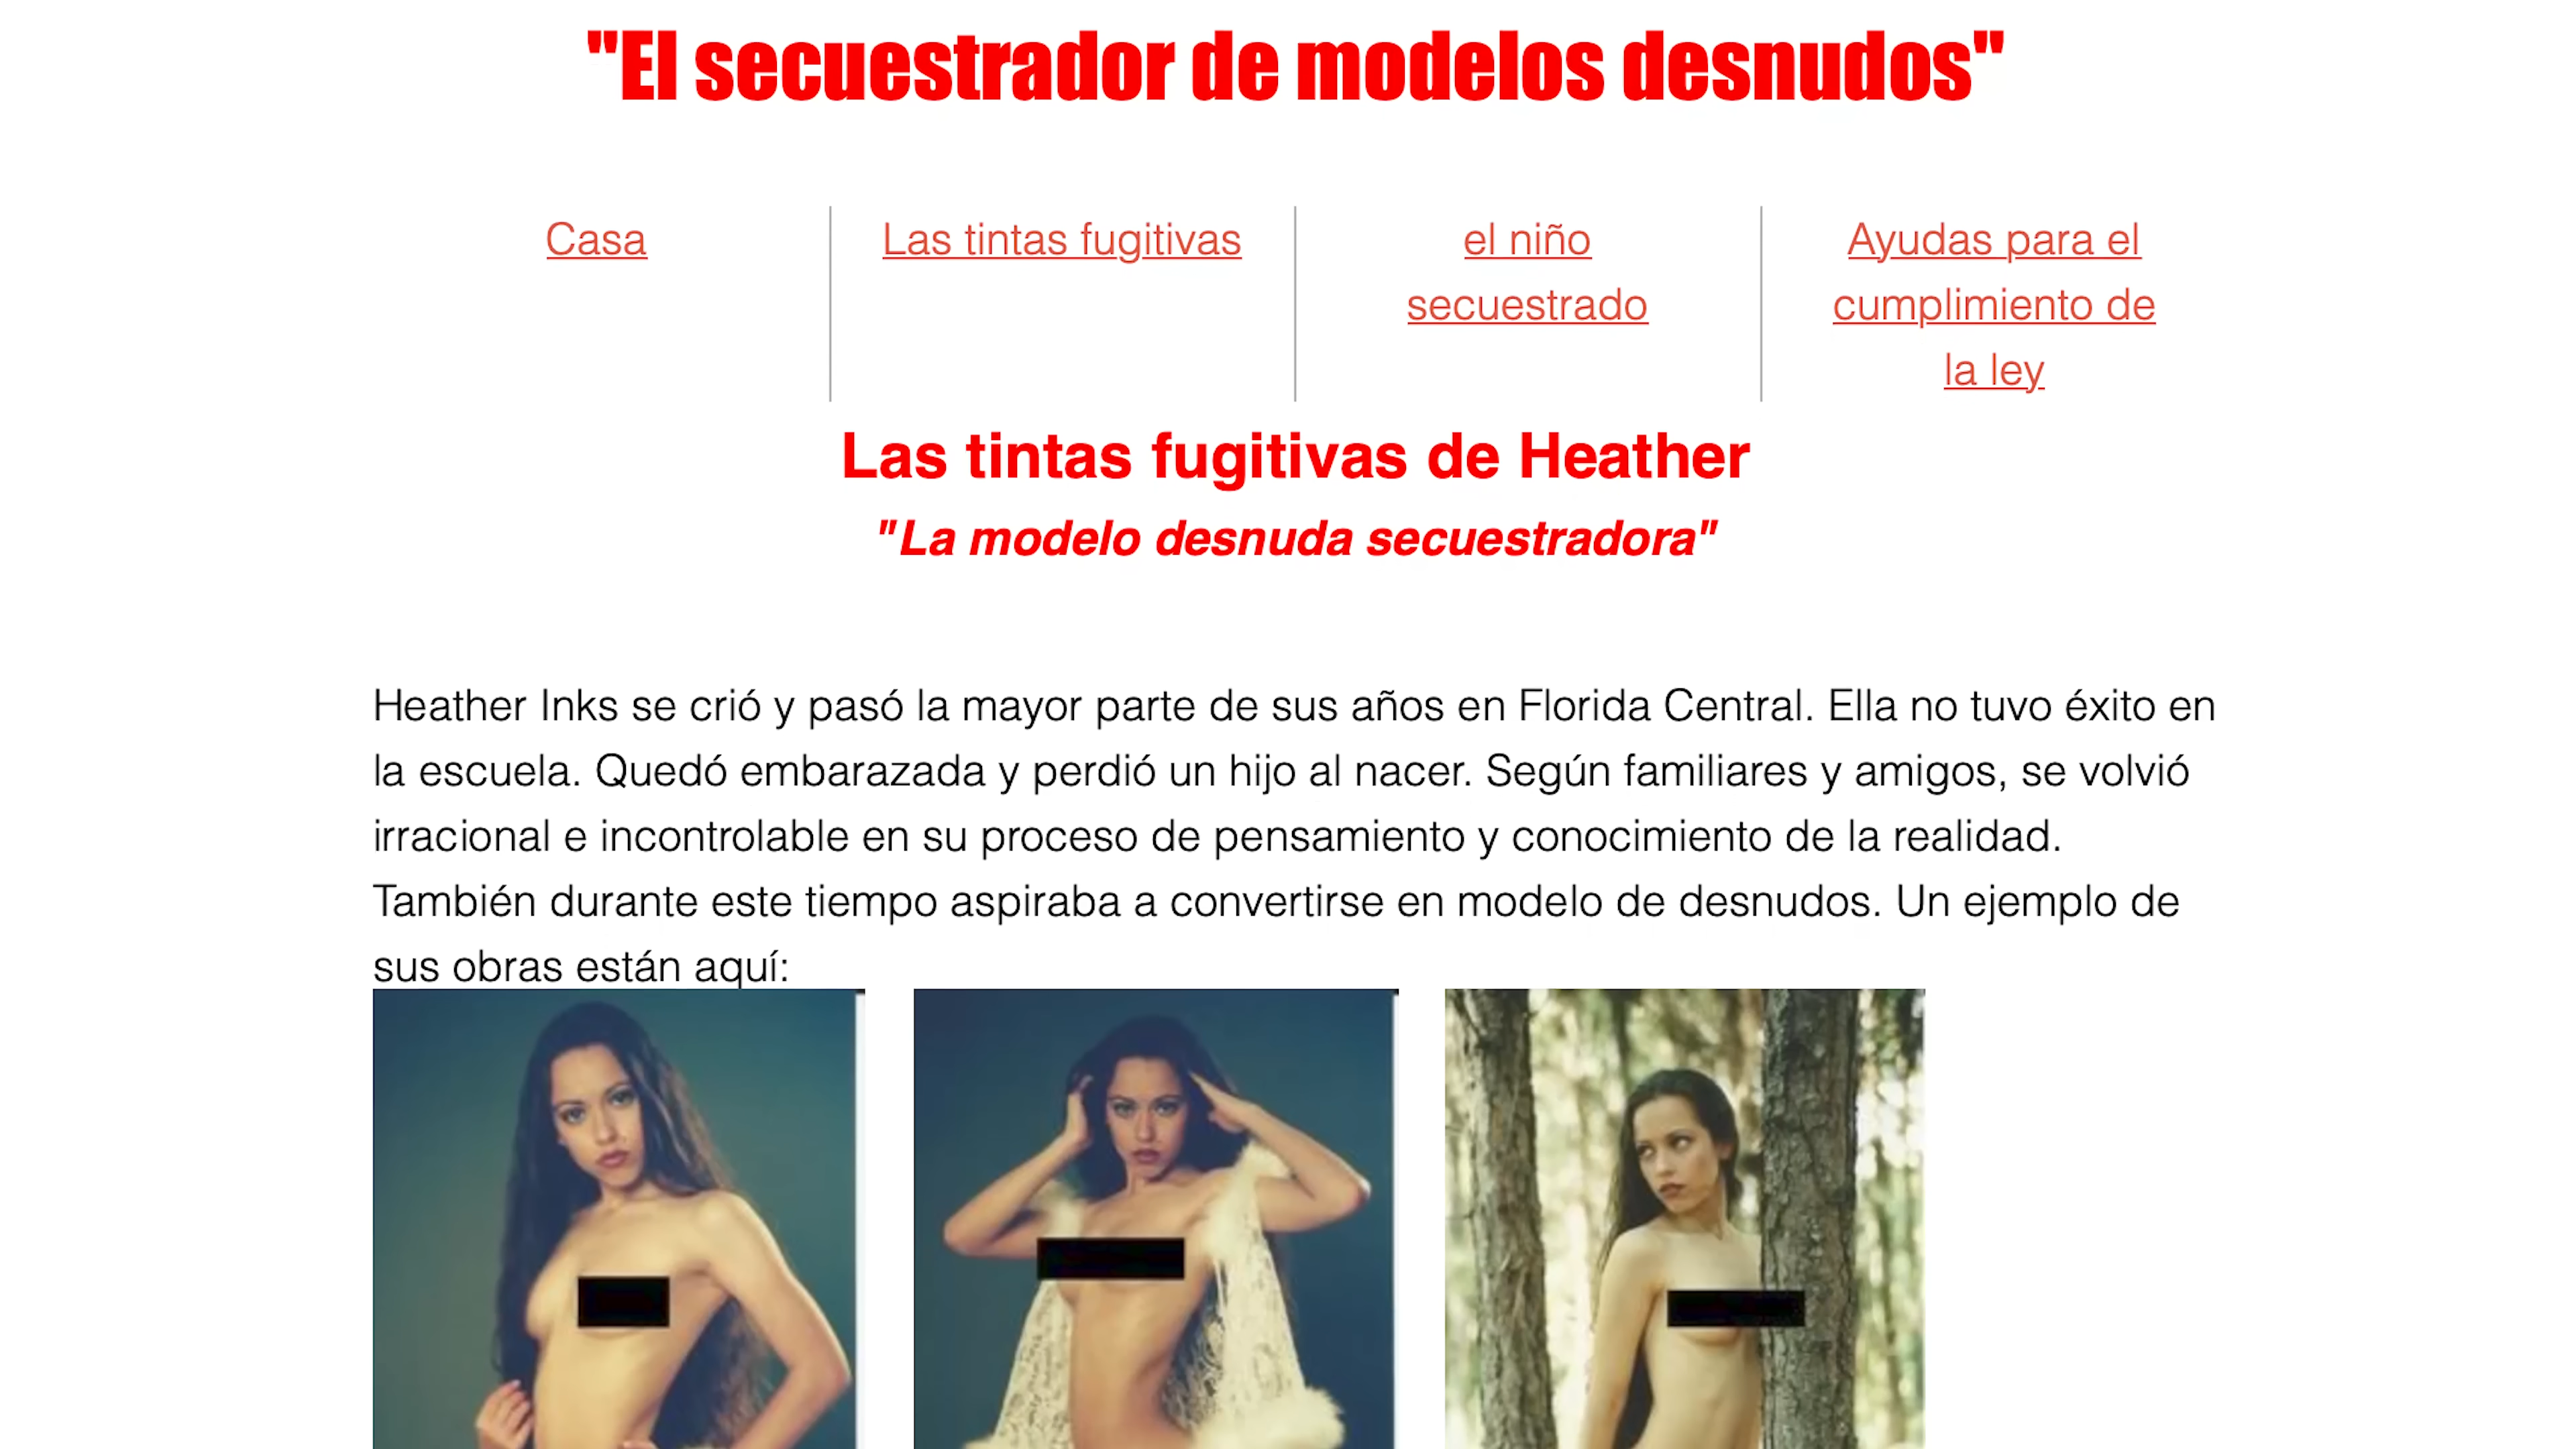 "El secuestrador de modelos desnudos"
Casa
Las tintas fugitivas
el niño
secuestrado
Ayudas para el
cumplimiento de
la ley
Las tintas fugitivas de Heather
"La modelo desnuda secuestradora"
Heather Inks se crió y pasó la mayor parte de sus años en Florida Central. Ella no tuvo éxito en
la escuela. Quedó embarazada y perdió un hijo al nacer. Según familiares y amigos, se volvió
irracional e incontrolable en su proceso de pensamiento y conocimiento de la realidad.
También durante este tiempo aspiraba a convertirse en modelo de desnudos. Un ejemplo de
sus obras están aquí: